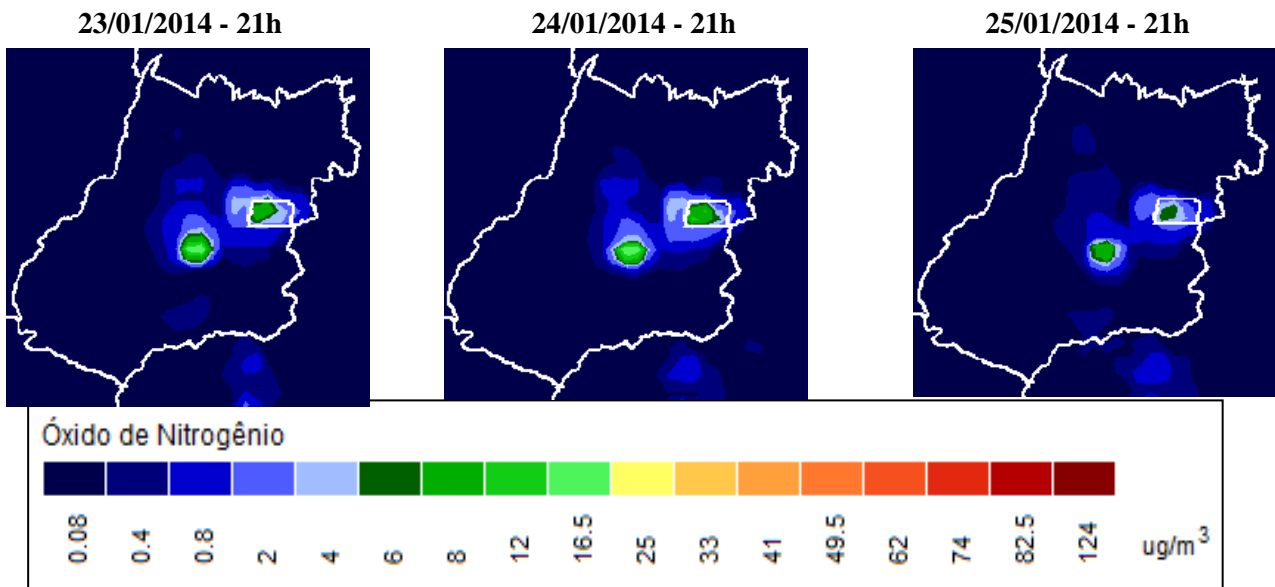 23/01/2014 - 21h 24/01/2014 - 21h 25/01/2014 - 21h
Óxido de Nitrogênio
0.08 0.4 0.8 2 4 6 8 12 16.5 25 33 41 49.5 62 74 82.5 124 ug/m³